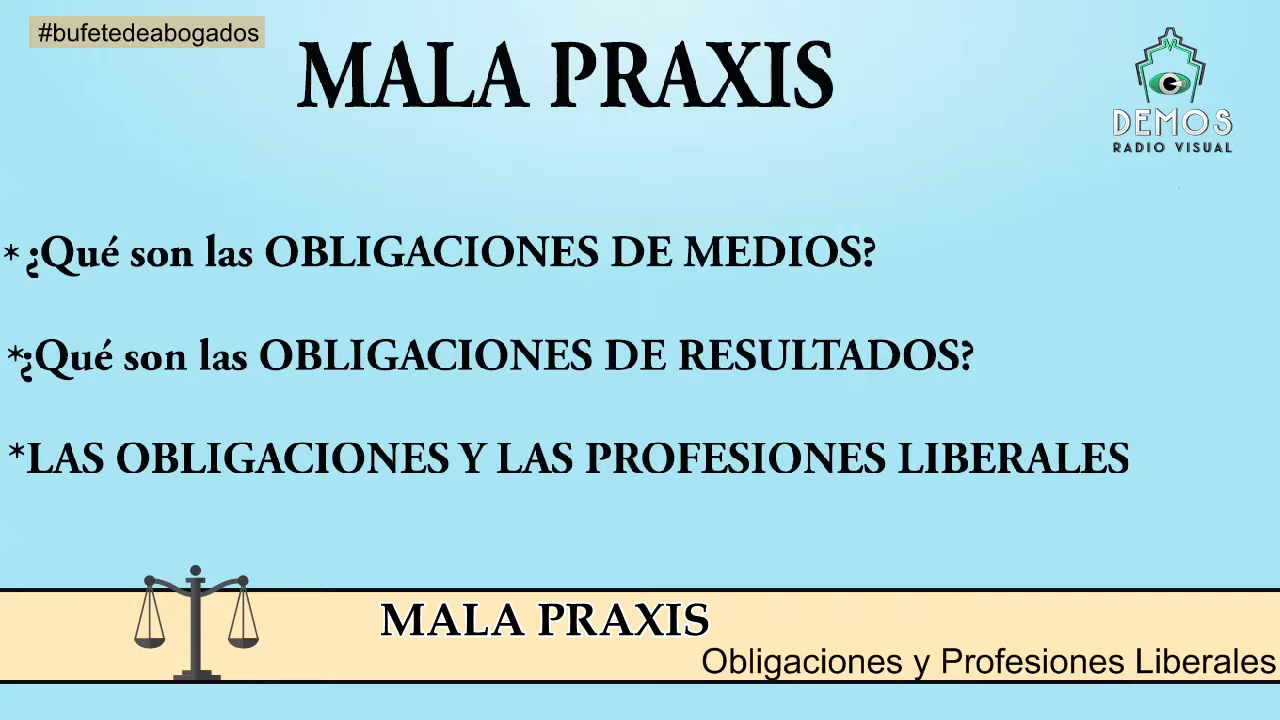 #bufetedeabogados
MALA PRAXIS
DEMOS
RADIO VISUAL
* ¿Qué son las OBLIGACIONES DE MEDIOS?
*¿Qué son las OBLIGACIONES DE RESULTADOS?
*LAS OBLIGACIONES Y LAS PROFESIONES LIBERALES
MALA PRAXIS
Obligaciones y Profesiones Liberales